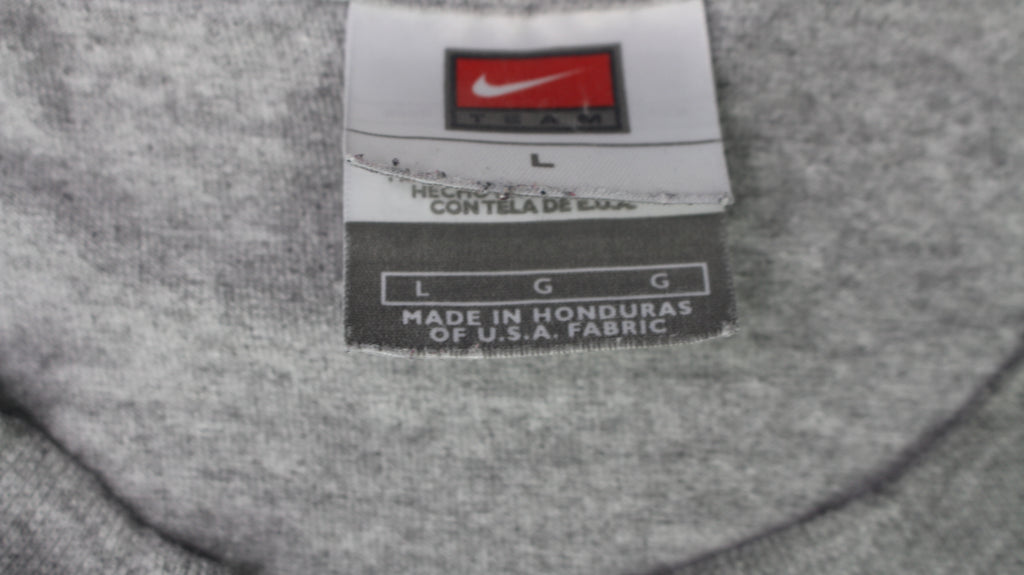 TEAM
L
CON TELA DE E.U.A.
L G G
MADE IN HONDURAS
OF U.S.A. FABRIC